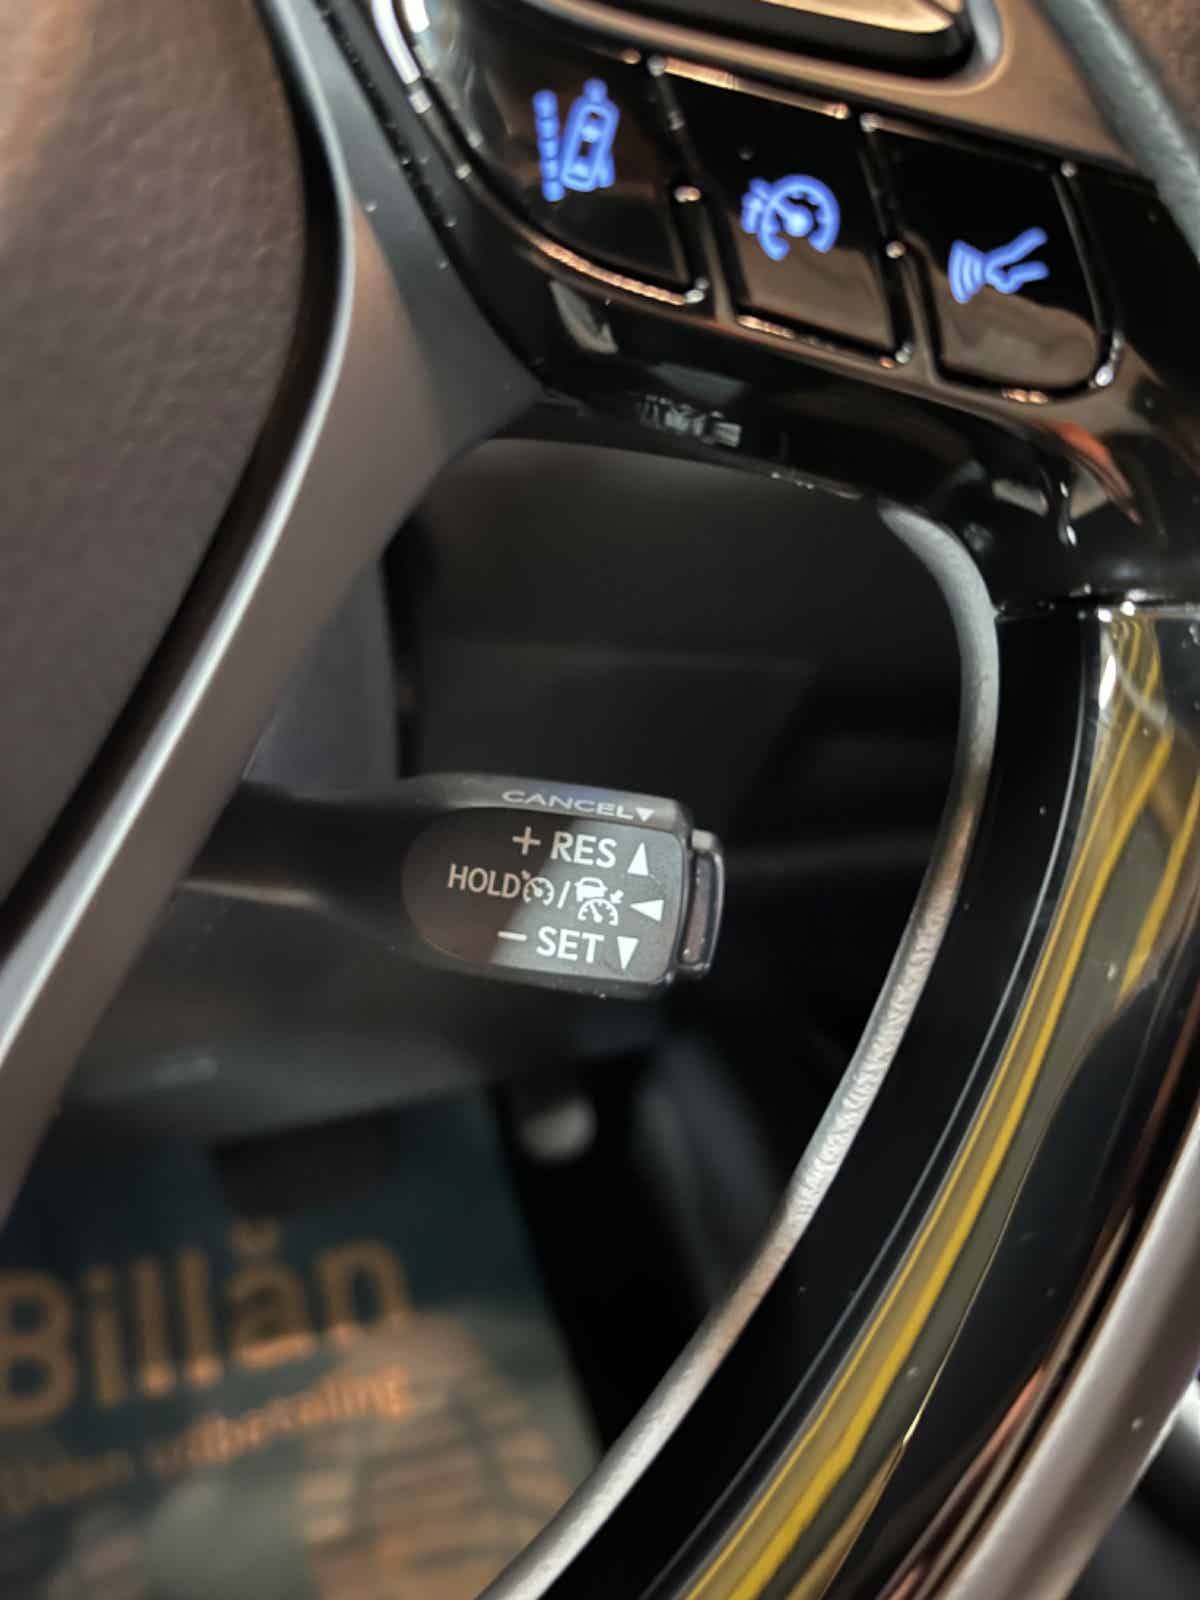 CANCEL▼
+ RES ▲
HOLD / ◀
− SET ▼
Billån